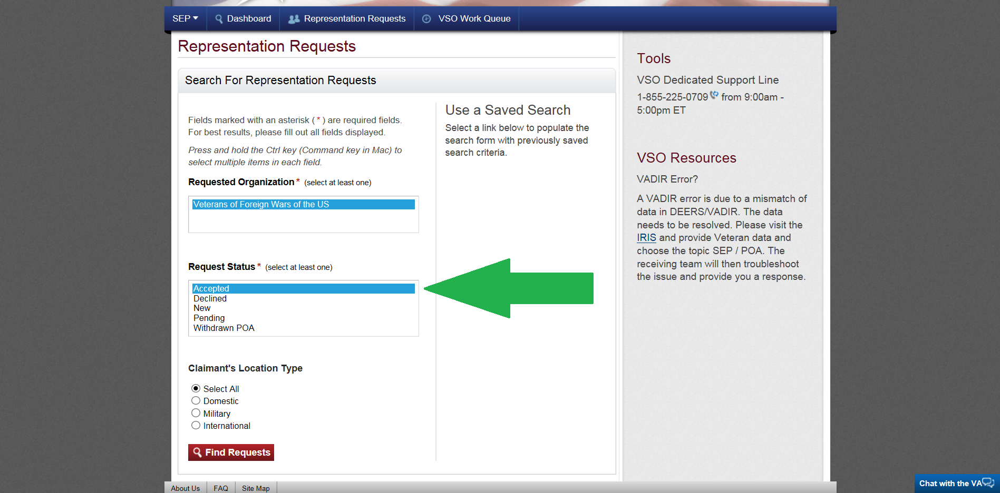 SEP
Dashboard
Representation Requests
VSO Work Queue
Representation Requests
Search For Representation Requests
Fields marked with an asterisk ( * ) are required fields.
For best results, please fill out all fields displayed.
Press and hold the Ctrl key (Command key in Mac) to
select multiple items in each field.
Requested Organization * (select at least one)
Veterans of Foreign Wars of the US
Request Status * (select at least one)
Accepted
Declined
New
Pending
Withdrawn POA
Claimant's Location Type
Select All
Domestic
Military
International
Find Requests
Use a Saved Search
Select a link below to populate the
search form with previously saved
search criteria.
Tools
VSO Dedicated Support Line
1-855-225-0709 from 9:00am -
5:00pm ET
VSO Resources
VADIR Error?
A VADIR error is due to a mismatch of
data in DEERS/VADIR. The data
needs to be resolved. Please visit the
IRIS and provide Veteran data and
choose the topic SEP / POA. The
receiving team will then troubleshoot
the issue and provide you a response.
About Us
FAQ
Site Map
Chat with the VA